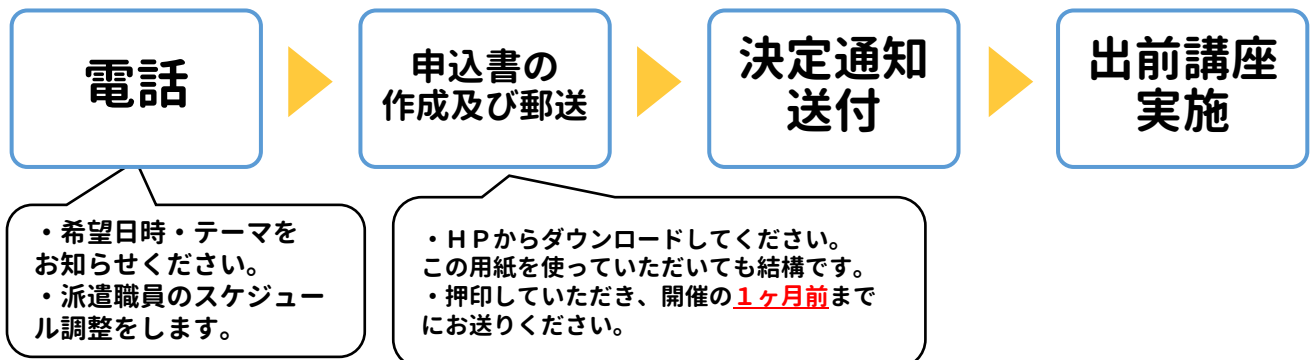 電話
申込書の
作成及び郵送
決定通知
送付
出前講座
実施
・希望日時・テーマを
お知らせください。
・派遣職員のスケジュー
ル調整をします。
・ＨＰからダウンロードしてください。
この用紙を使っていただいても結構です。
・押印していただき、開催の１ヶ月前まで
にお送りください。